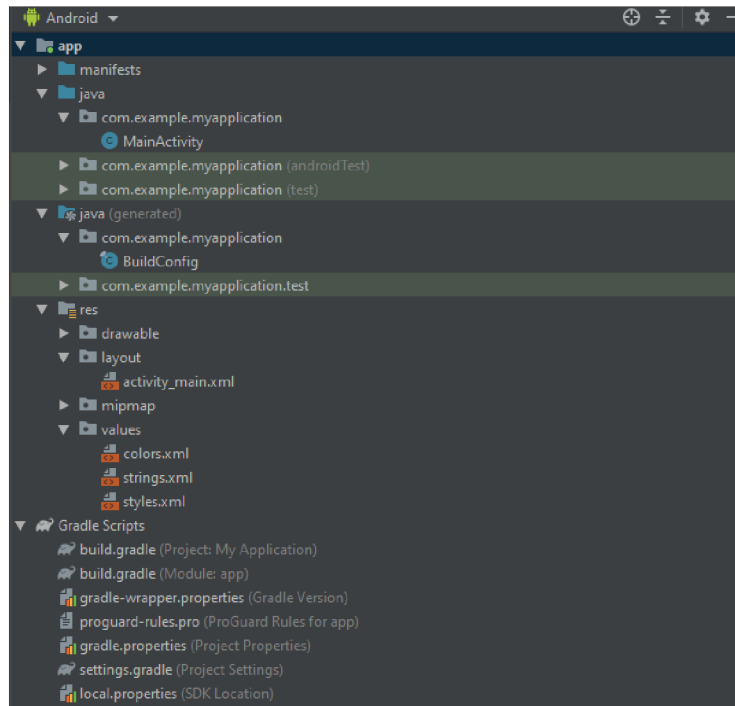 Android
app
manifests
java
com.example.myapplication
MainActivity
com.example.myapplication (androidTest)
com.example.myapplication (test)
java (generated)
com.example.myapplication
BuildConfig
com.example.myapplication.test
res
drawable
layout
activity_main.xml
mipmap
values
colors.xml
strings.xml
styles.xml
Gradle Scripts
build.gradle (Project: My Application)
build.gradle (Module: app)
gradle-wrapper.properties (Gradle Version)
proguard-rules.pro (ProGuard Rules for app)
gradle.properties (Project Properties)
settings.gradle (Project Settings)
local.properties (SDK Location)